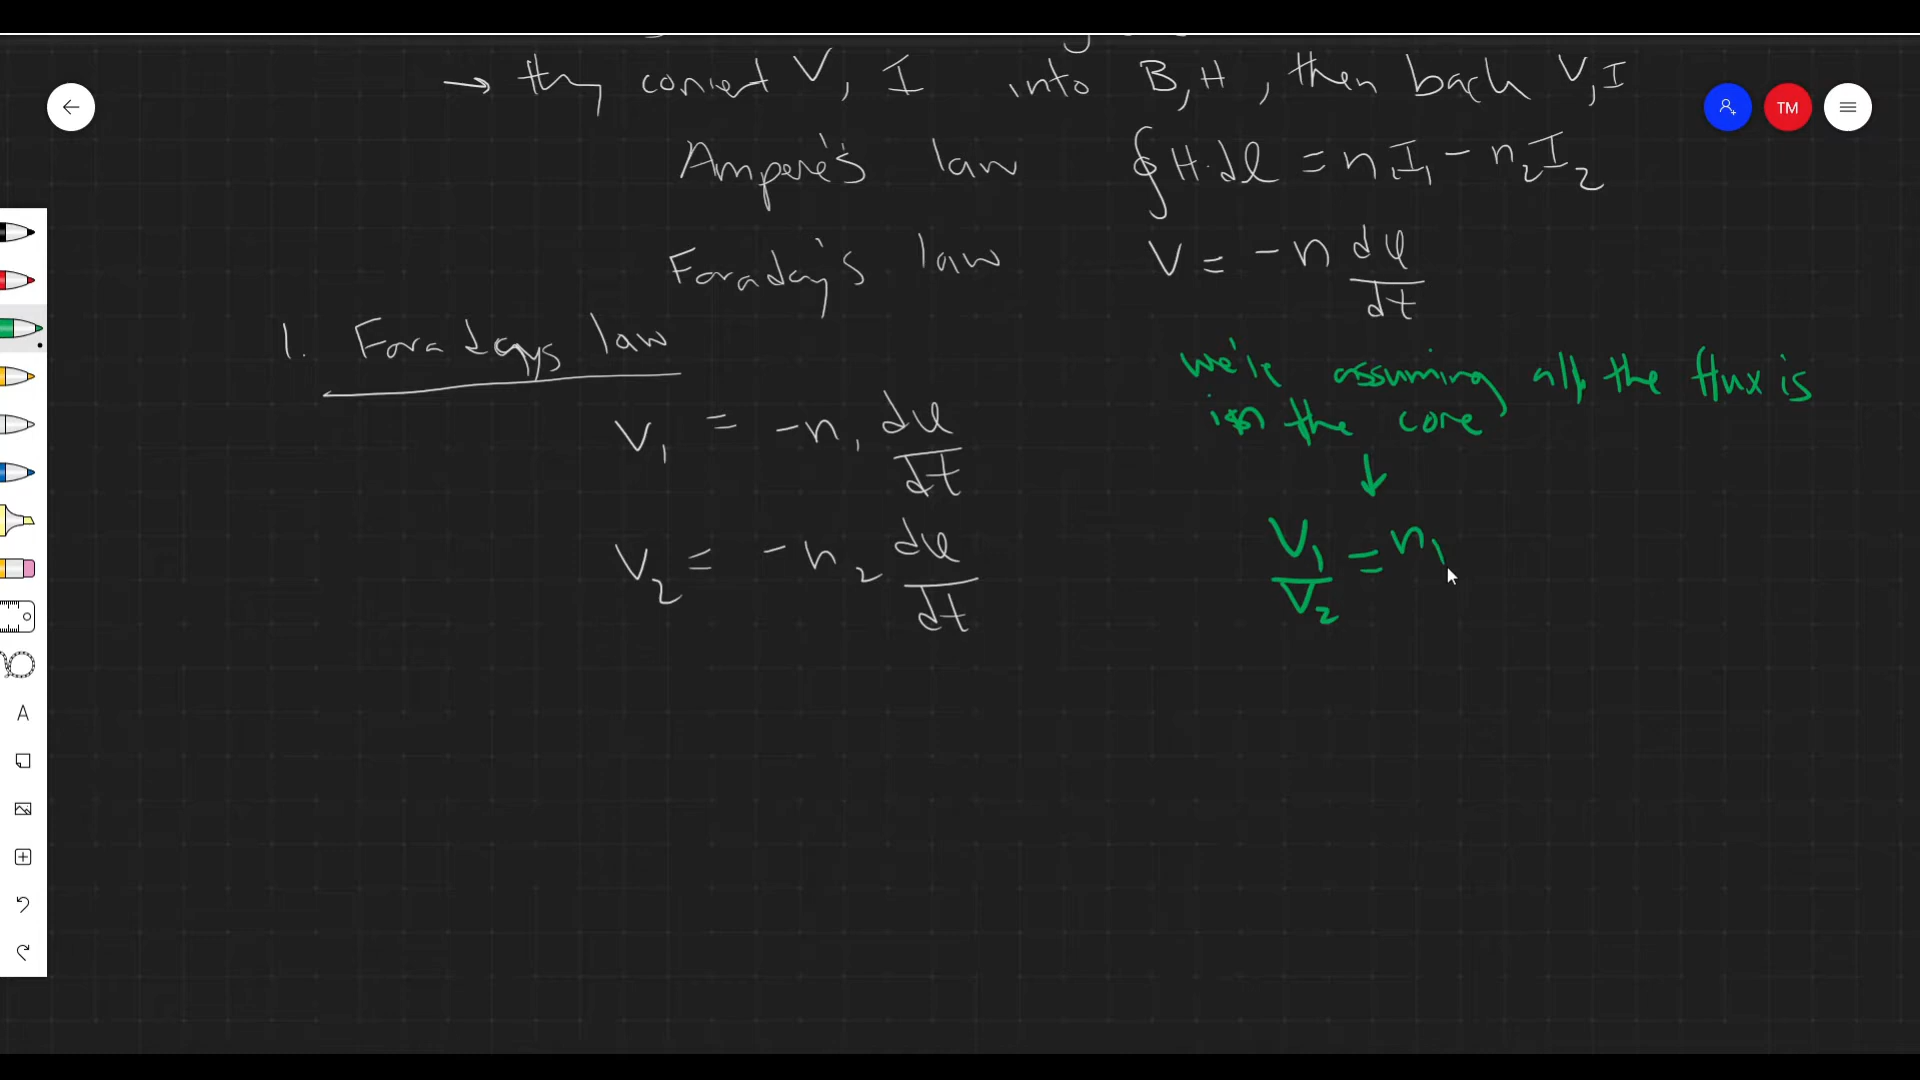 → they convert V, I into B, H, then back V, I
Ampere's law ∮H·dl = nI₁ - n₂I₂
Faraday's law V = -n dφ/dt
1. Faradays law
V₁ = -n₁ dφ/dt
we're assuming all the flux is
in the core
↓
V₂ = -n₂ dφ/dt
V₁/V₂ = n₁
TM
A